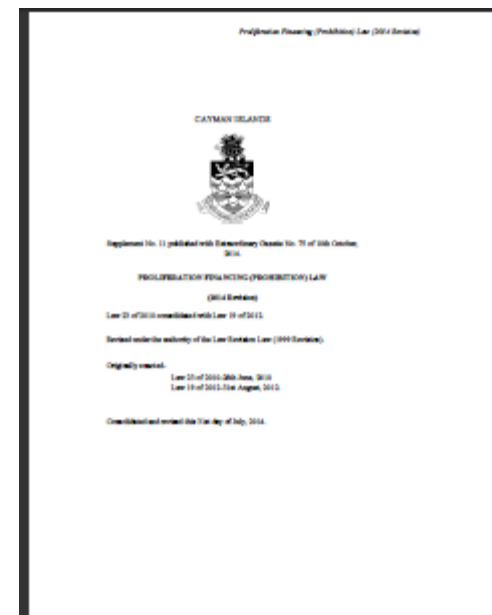 Proliferation Financing (Prohibition) Law (2014 Revision)
CAYMAN ISLANDS
Supplement No. 11 published with Extraordinary Gazette No. 75 of October,
2014.
PROLIFERATION FINANCING (PROHIBITION) LAW
(2014 Revision)
Law 23 of 2010 consolidated with Law 19 of 2012.
Revised under the authority of the Law Revision Law (1999 Revision).
Originally enacted-
Law 23 of 2010-28th June, 2010
Law 19 of 2012-31st August, 2012.
Consolidated and revised this 31st day of July, 2014.